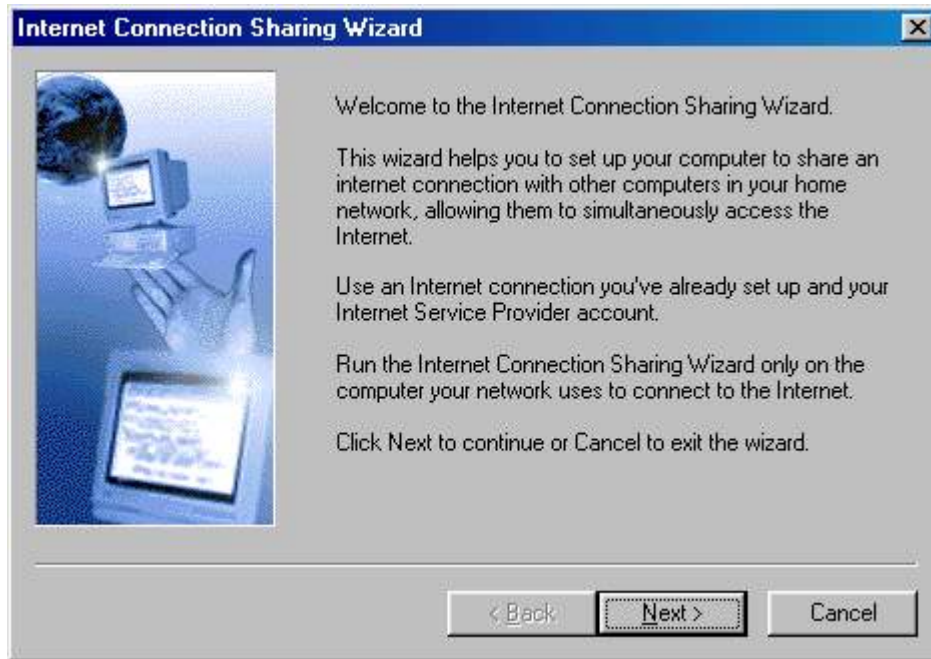 Internet Connection Sharing Wizard
Welcome to the Internet Connection Sharing Wizard.
This wizard helps you to set up your computer to share an
internet connection with other computers in your home
network, allowing them to simultaneously access the
Internet.
Use an Internet connection you've already set up and your
Internet Service Provider account.
Run the Internet Connection Sharing Wizard only on the
computer your network uses to connect to the Internet.
Click Next to continue or Cancel to exit the wizard.
< Back
Next >
Cancel